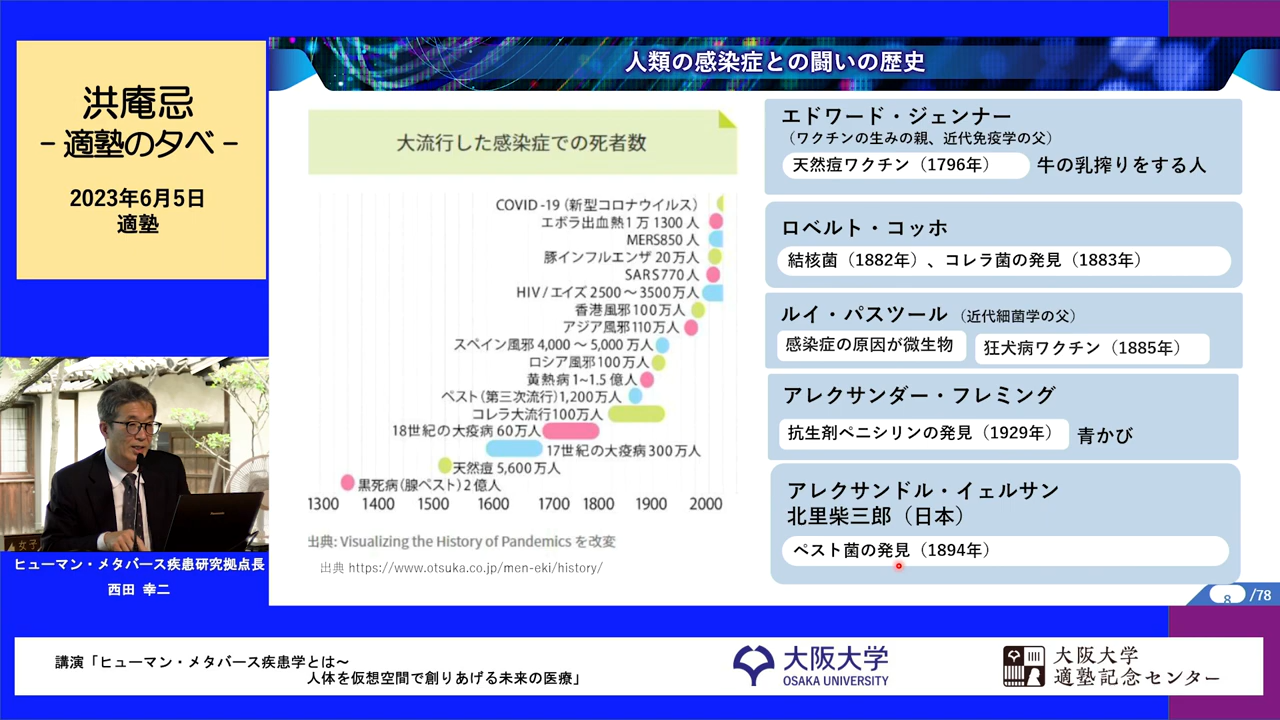 洪庵忌
- 適塾の夕べ -
2023年6月5日
適塾
人類の感染症との闘いの歴史
大流行した感染症での死者数
COVID-19（新型コロナウイルス）
エボラ出血熱1万1300人
MERS850人
豚インフルエンザ 20万人
SARS770人
HIV/エイズ 2500～3500万人
香港風邪100万人
アジア風邪110万人
スペイン風邪 4,000～5,000万人
ロシア風邪100万人
黄熱病1~1.5億人
ペスト（第三次流行）1,200万人
コレラ大流行100万人
18世紀の大疫病 60万人
17世紀の大疫病300万人
天然痘 5,600万人
黒死病（腺ペスト）2億人
1300 1400 1500 1600 1700 1800 1900 2000
出典: Visualizing the History of Pandemics を改変
出典 https://www.otsuka.co.jp/men-eki/history/
エドワード・ジェンナー
（ワクチンの生みの親、近代免疫学の父）
天然痘ワクチン（1796年） 牛の乳搾りをする人
ロベルト・コッホ
結核菌（1882年）、コレラ菌の発見（1883年）
ルイ・パスツール （近代細菌学の父）
感染症の原因が微生物 狂犬病ワクチン（1885年）
アレクサンダー・フレミング
抗生剤ペニシリンの発見（1929年） 青かび
アレクサンドル・イェルサン
北里柴三郎（日本）
ペスト菌の発見（1894年）
8 /78
女子
ヒューマン・メタバース疾患研究拠点長
西田 幸二
講演「ヒューマン・メタバース疾患学とは～
人体を仮想空間で創りあげる未来の医療」
大阪大学
OSAKA UNIVERSITY
大阪大学
適塾記念センター